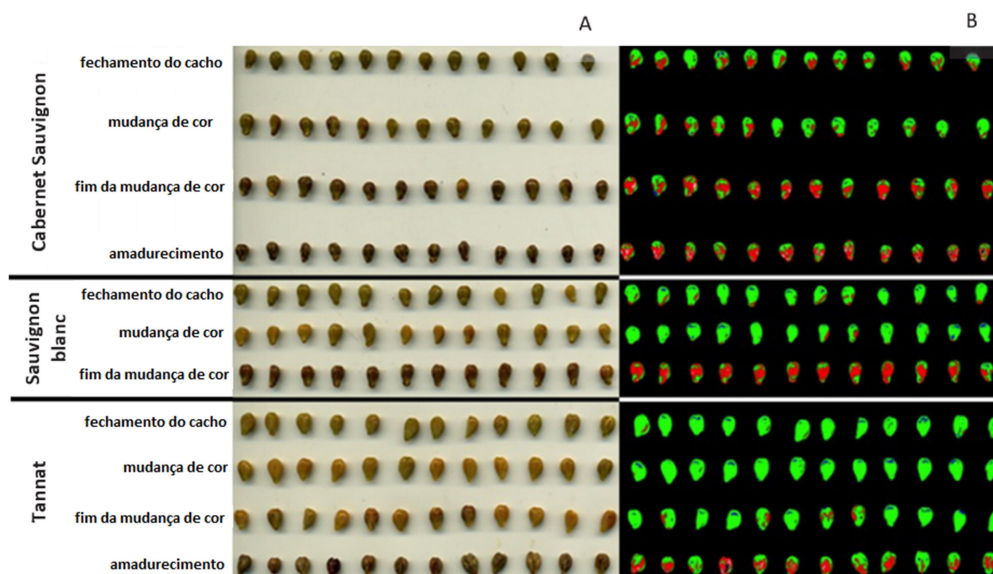 A
B
Cabernet Sauvignon
fechamento do cacho
mudança de cor
fim da mudança de cor
amadurecimento
Sauvignon
blanc
fechamento do cacho
mudança de cor
fim da mudança de cor
Tannat
fechamento do cacho
mudança de cor
fim da mudança de cor
amadurecimento